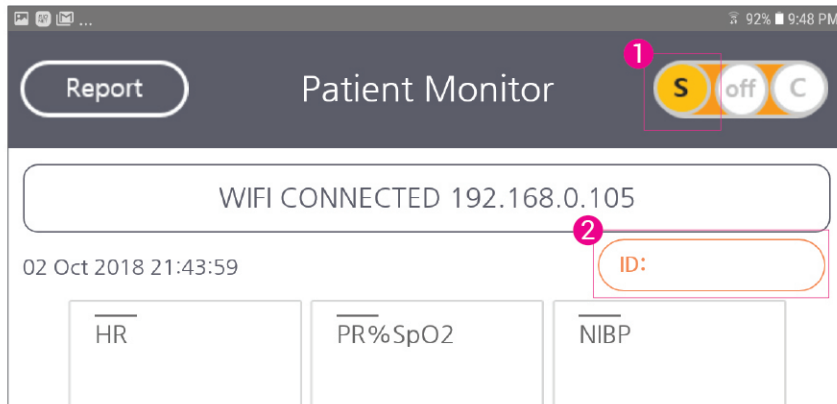 ... 92% 9:48 PM
1
Report Patient Monitor S off C
WIFI CONNECTED 192.168.0.105
2
02 Oct 2018 21:43:59 ID:
HR PR%SpO2 NIBP